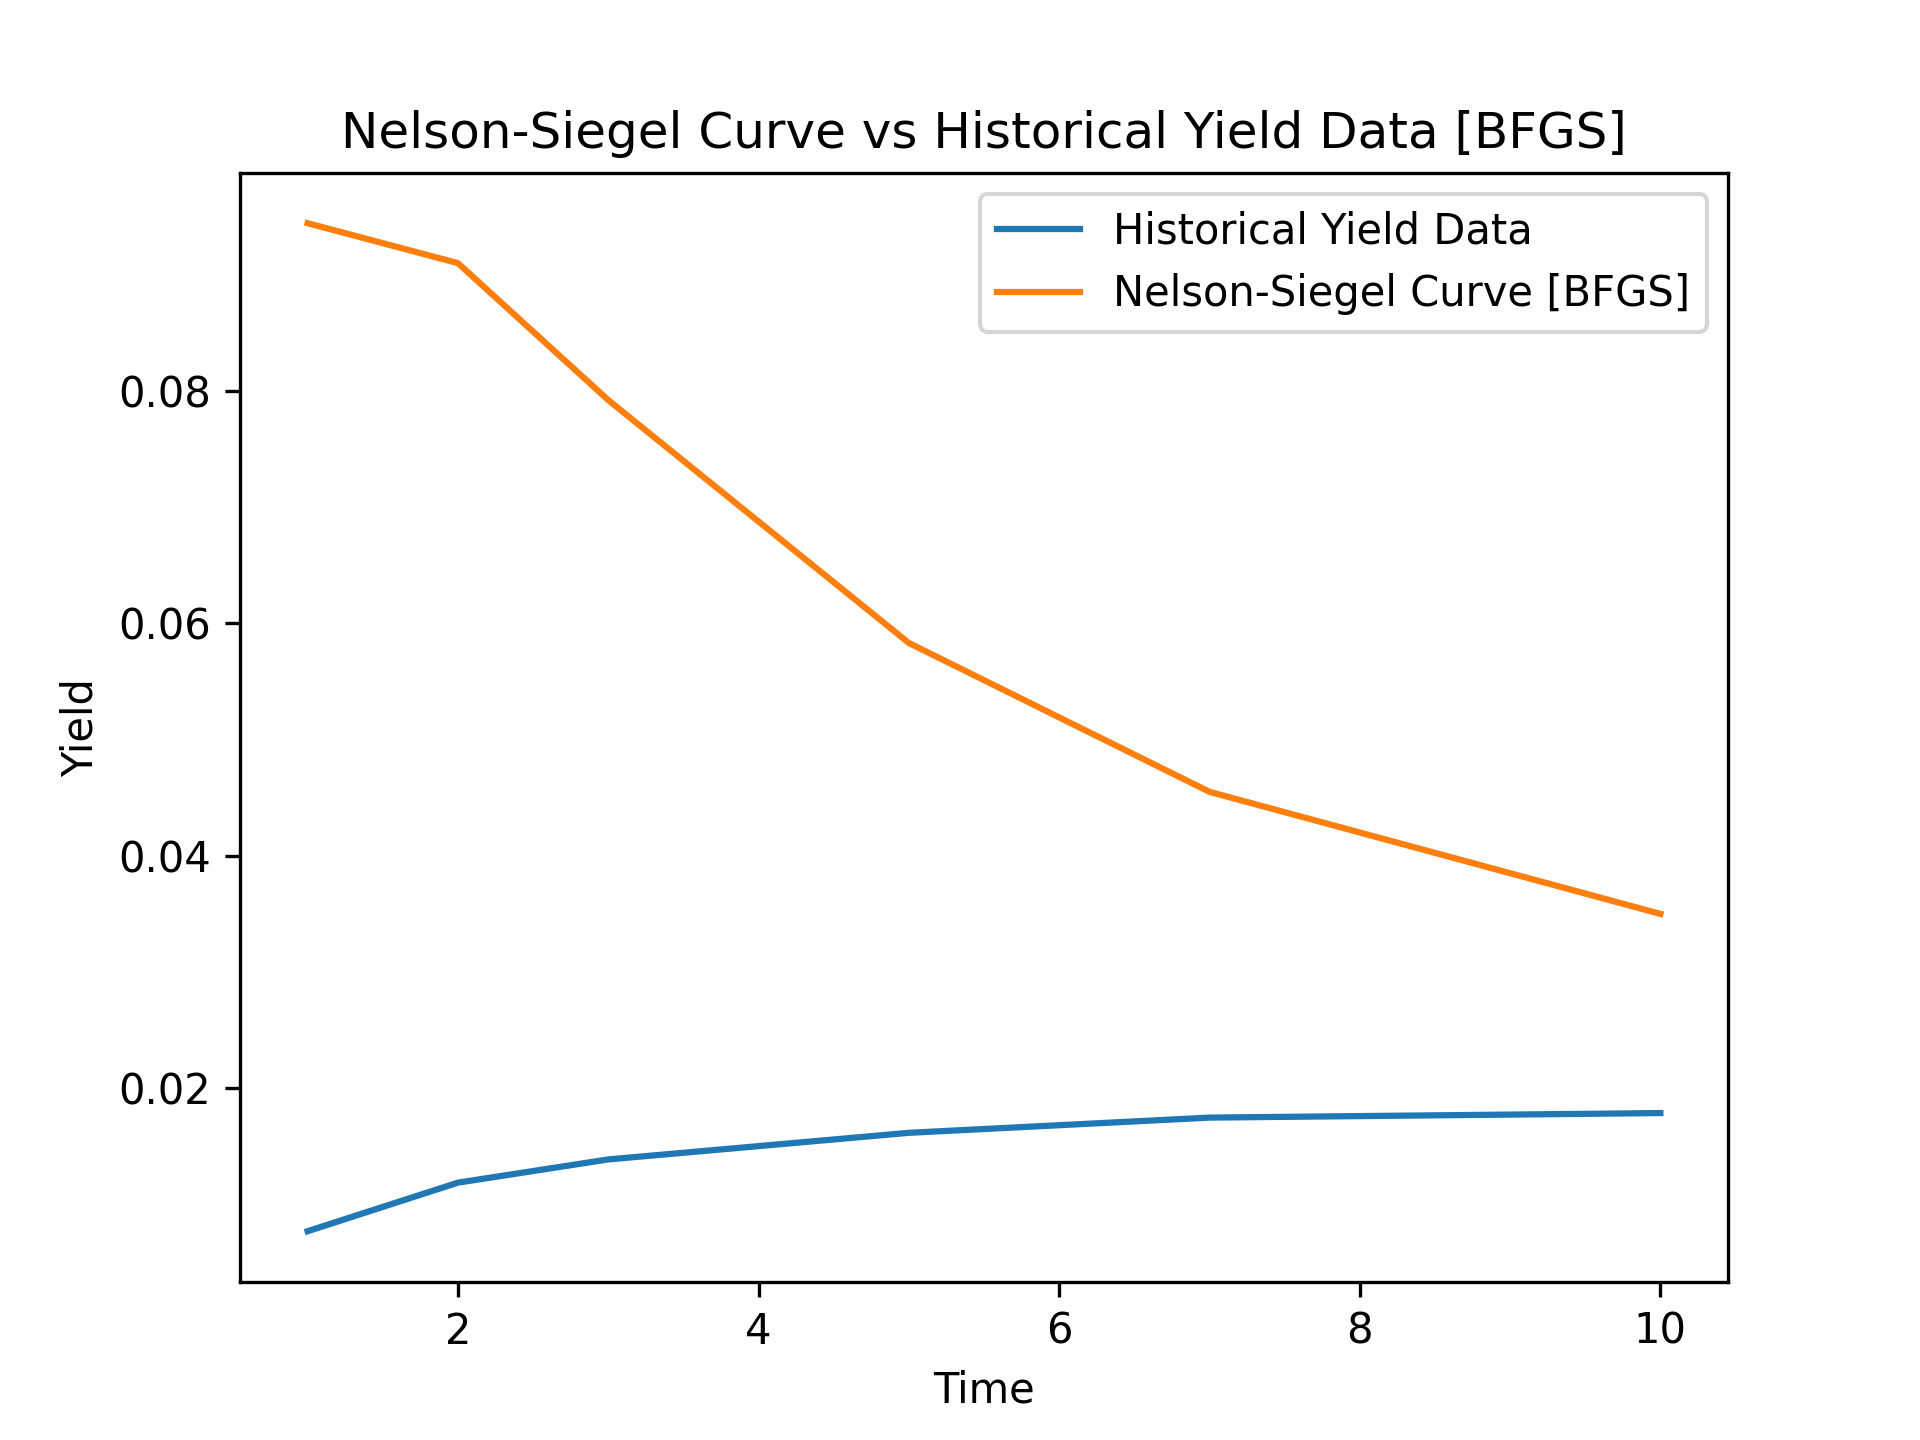 Nelson-Siegel Curve vs Historical Yield Data [BFGS]
Historical Yield Data
Nelson-Siegel Curve [BFGS]
0.08
0.06
0.04
0.02
Yield
2 4 6 8 10
Time